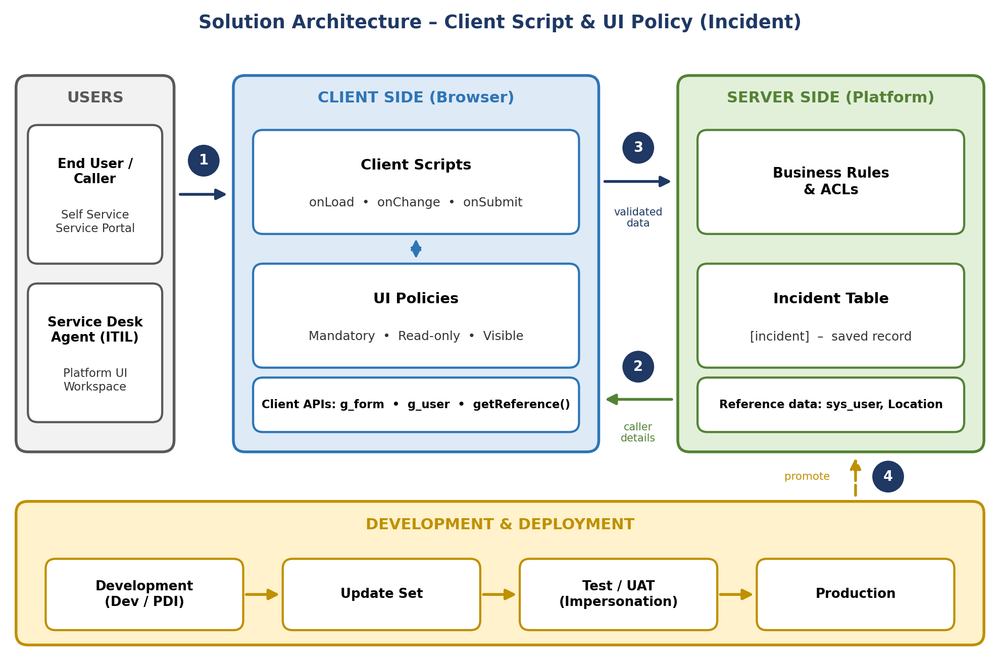 Solution Architecture – Client Script & UI Policy (Incident)
USERS
End User /
Caller
Self Service
Service Portal
Service Desk
Agent (ITIL)
Platform UI
Workspace
1
CLIENT SIDE (Browser)
Client Scripts
onLoad • onChange • onSubmit
UI Policies
Mandatory • Read-only • Visible
Client APIs: g_form • g_user • getReference()
3
validated
data
2
caller
details
SERVER SIDE (Platform)
Business Rules
& ACLs
Incident Table
[incident] – saved record
Reference data: sys_user, Location
promote
4
DEVELOPMENT & DEPLOYMENT
Development
(Dev / PDI)
Update Set
Test / UAT
(Impersonation)
Production